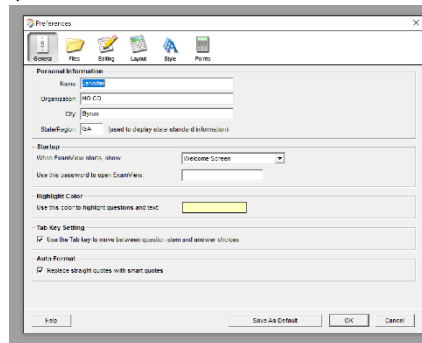 Preferences
General Files Editing Layout Style Points
Personal Information
Name: Jennifer
Organization: HO CO
City: Byron
State/Region: GA (used to display state standard information)
Startup
When ExamView starts, show: Welcome Screen
Use this password to open ExamView:
Highlight Color
Use this color to highlight questions and text:
Tab Key Setting
Use the Tab key to move between question stem and answer choices
Auto Format
Replace straight quotes with smart quotes
Help Save As Default OK Cancel